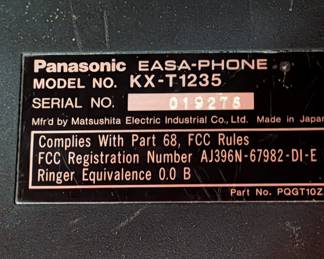 Panasonic EASA-PHONE
MODEL NO. KX-T1235
SERIAL NO. 019275
Mfr'd by Matsushita Electric Industrial Co., Ltd. Made in Japan
Complies With Part 68, FCC Rules
FCC Registration Number AJ396N-67982-DI-E
Ringer Equivalence 0.0 B
Part No. PQGT10Z